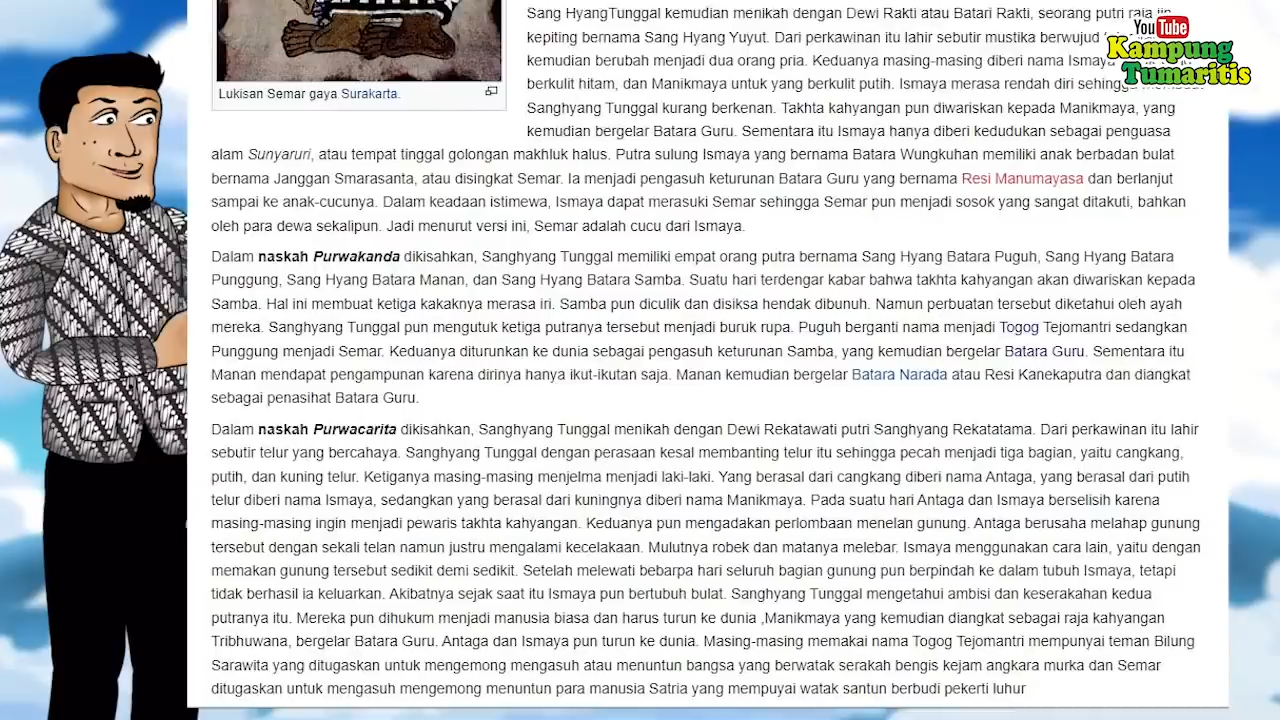 Sang HyangTunggal kemudian menikah dengan Dewi Rakti atau Batari Rakti, seorang putri raja jin
kepiting bernama Sang Hyang Yuyut. Dari perkawinan itu lahir sebutir mustika berwujud
kemudian berubah menjadi dua orang pria. Keduanya masing-masing diberi nama Ismaya
berkulit hitam, dan Manikmaya untuk yang berkulit putih. Ismaya merasa rendah diri sehingga membuat
Sanghyang Tunggal kurang berkenan. Takhta kahyangan pun diwariskan kepada Manikmaya, yang
kemudian bergelar Batara Guru. Sementara itu Ismaya hanya diberi kedudukan sebagai penguasa
alam Sunyaruri, atau tempat tinggal golongan makhluk halus. Putra sulung Ismaya yang bernama Batara Wungkuhan memiliki anak berbadan bulat
bernama Janggan Smarasanta, atau disingkat Semar. Ia menjadi pengasuh keturunan Batara Guru yang bernama Resi Manumayasa dan berlanjut
sampai ke anak-cucunya. Dalam keadaan istimewa, Ismaya dapat merasuki Semar sehingga Semar pun menjadi sosok yang sangat ditakuti, bahkan
oleh para dewa sekalipun. Jadi menurut versi ini, Semar adalah cucu dari Ismaya.
YouTube
Kampung
Tumaritis
Lukisan Semar gaya Surakarta.
Dalam naskah Purwakanda dikisahkan, Sanghyang Tunggal memiliki empat orang putra bernama Sang Hyang Batara Puguh, Sang Hyang Batara
Punggung, Sang Hyang Batara Manan, dan Sang Hyang Batara Samba. Suatu hari terdengar kabar bahwa takhta kahyangan akan diwariskan kepada
Samba. Hal ini membuat ketiga kakaknya merasa iri. Samba pun diculik dan disiksa hendak dibunuh. Namun perbuatan tersebut diketahui oleh ayah
mereka. Sanghyang Tunggal pun mengutuk ketiga putranya tersebut menjadi buruk rupa. Puguh berganti nama menjadi Togog Tejomantri sedangkan
Punggung menjadi Semar. Keduanya diturunkan ke dunia sebagai pengasuh keturunan Samba, yang kemudian bergelar Batara Guru. Sementara itu
Manan mendapat pengampunan karena dirinya hanya ikut-ikutan saja. Manan kemudian bergelar Batara Narada atau Resi Kanekaputra dan diangkat
sebagai penasihat Batara Guru.
Dalam naskah Purwacarita dikisahkan, Sanghyang Tunggal menikah dengan Dewi Rekatawati putri Sanghyang Rekatatama. Dari perkawinan itu lahir
sebutir telur yang bercahaya. Sanghyang Tunggal dengan perasaan kesal membanting telur itu sehingga pecah menjadi tiga bagian, yaitu cangkang,
putih, dan kuning telur. Ketiganya masing-masing menjelma menjadi laki-laki. Yang berasal dari cangkang diberi nama Antaga, yang berasal dari putih
telur diberi nama Ismaya, sedangkan yang berasal dari kuningnya diberi nama Manikmaya. Pada suatu hari Antaga dan Ismaya berselisih karena
masing-masing ingin menjadi pewaris takhta kahyangan. Keduanya pun mengadakan perlombaan menelan gunung. Antaga berusaha melahap gunung
tersebut dengan sekali telan namun justru mengalami kecelakaan. Mulutnya robek dan matanya melebar. Ismaya menggunakan cara lain, yaitu dengan
memakan gunung tersebut sedikit demi sedikit. Setelah melewati bebarpa hari seluruh bagian gunung pun berpindah ke dalam tubuh Ismaya, tetapi
tidak berhasil ia keluarkan. Akibatnya sejak saat itu Ismaya pun bertubuh bulat. Sanghyang Tunggal mengetahui ambisi dan keserakahan kedua
putranya itu. Mereka pun dihukum menjadi manusia biasa dan harus turun ke dunia ,Manikmaya yang kemudian diangkat sebagai raja kahyangan
Tribhuwana, bergelar Batara Guru. Antaga dan Ismaya pun turun ke dunia. Masing-masing memakai nama Togog Tejomantri mempunyai teman Bilung
Sarawita yang ditugaskan untuk mengemong mengasuh atau menuntun bangsa yang berwatak serakah bengis kejam angkara murka dan Semar
ditugaskan untuk mengasuh mengemong menuntun para manusia Satria yang mempuyai watak santun berbudi pekerti luhur